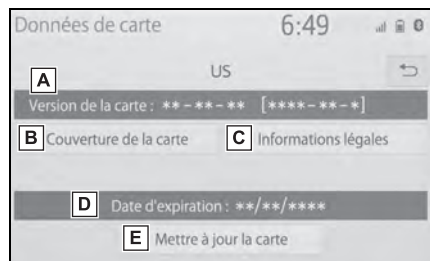 Données de carte 6:49
US
A
Version de la carte : **-**-** [****-**-*]
B Couverture de la carte C Informations légales
D Date d'expiration : **/**/****
E Mettre à jour la carte